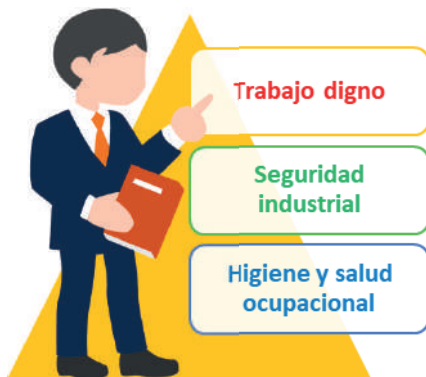 Trabajo digno
Seguridad
industrial
Higiene y salud
ocupacional